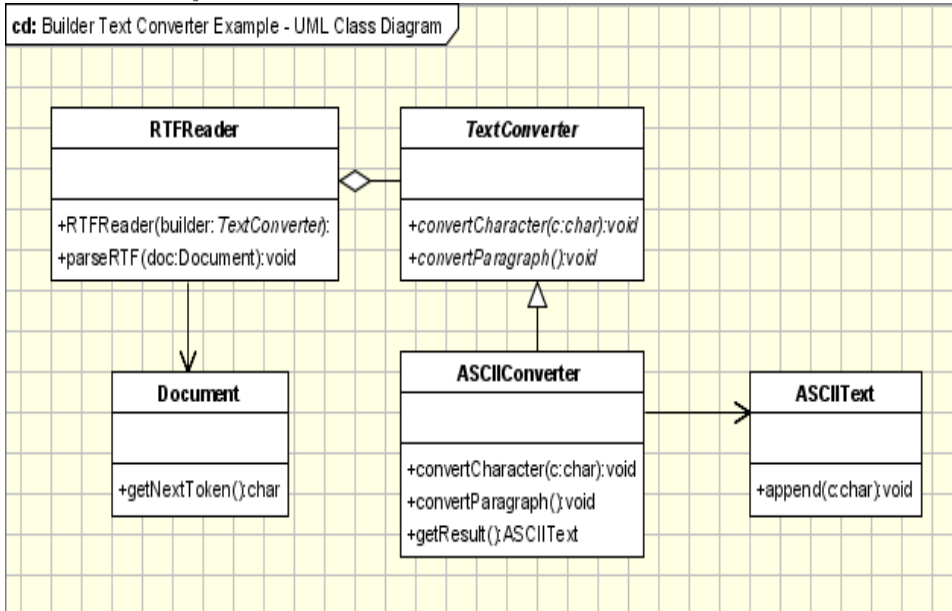 cd: Builder Text Converter Example - UML Class Diagram
RTFReader
+RTFReader(builder: TextConverter):
+parseRTF(doc:Document):void
TextConverter
+convertCharacter(c:char):void
+convertParagraph():void
Document
+getNextToken():char
ASCIIConverter
+convertCharacter(c:char):void
+convertParagraph():void
+getResult():ASCIIText
ASCIIText
+append(c:char):void